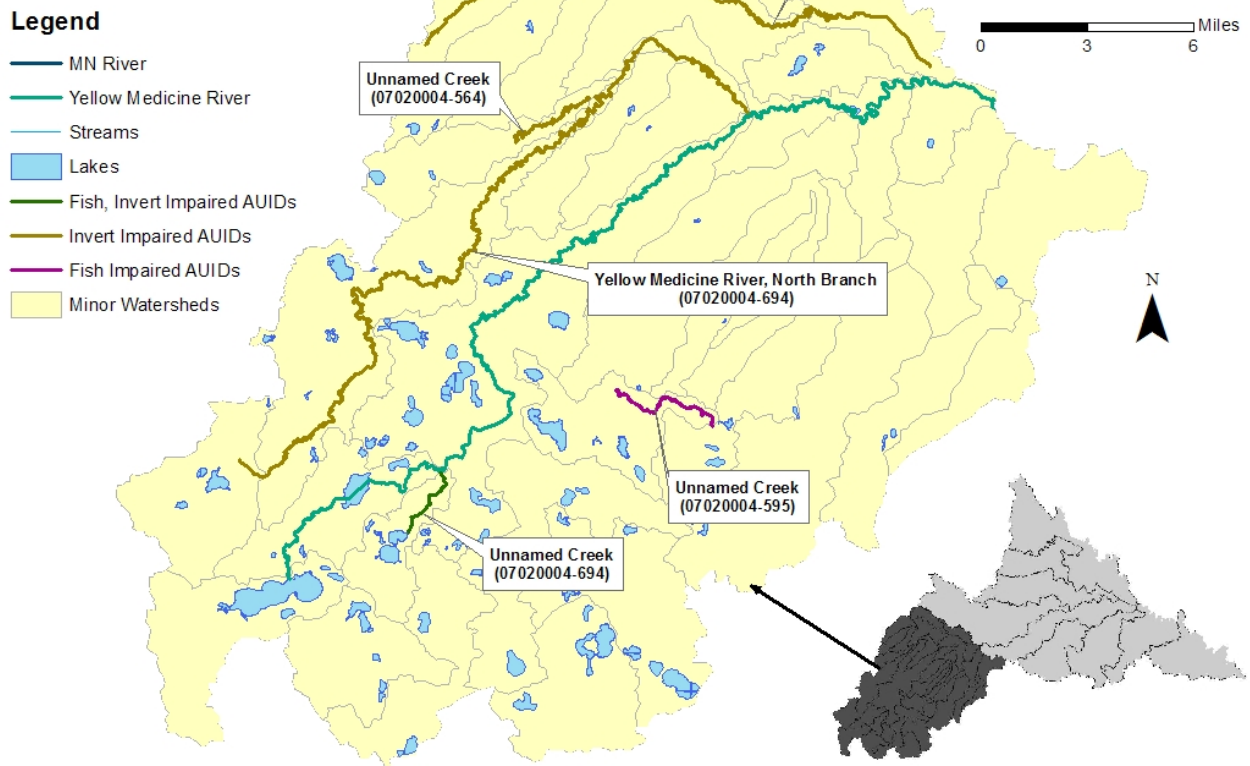 Legend
MN River
Yellow Medicine River
Streams
Lakes
Fish, Invert Impaired AUIDs
Invert Impaired AUIDs
Fish Impaired AUIDs
Minor Watersheds
Unnamed Creek
(07020004-564)
Miles
0 3 6
Yellow Medicine River, North Branch
(07020004-694)
N
Unnamed Creek
(07020004-595)
Unnamed Creek
(07020004-694)